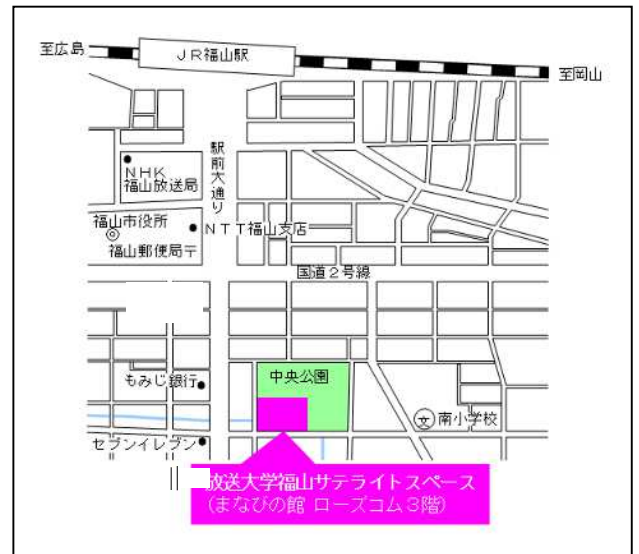 ＪＲ福山駅
至広島
至岡山
駅前大通り
ＮＨＫ
福山放送局
福山市役所
ＮＴＴ福山支店
福山郵便局〒
国道２号線
中央公園
もみじ銀行
文
南小学校
セブンイレブン
放送大学福山サテライトスペース
(まなびの館 ローズコム３階)